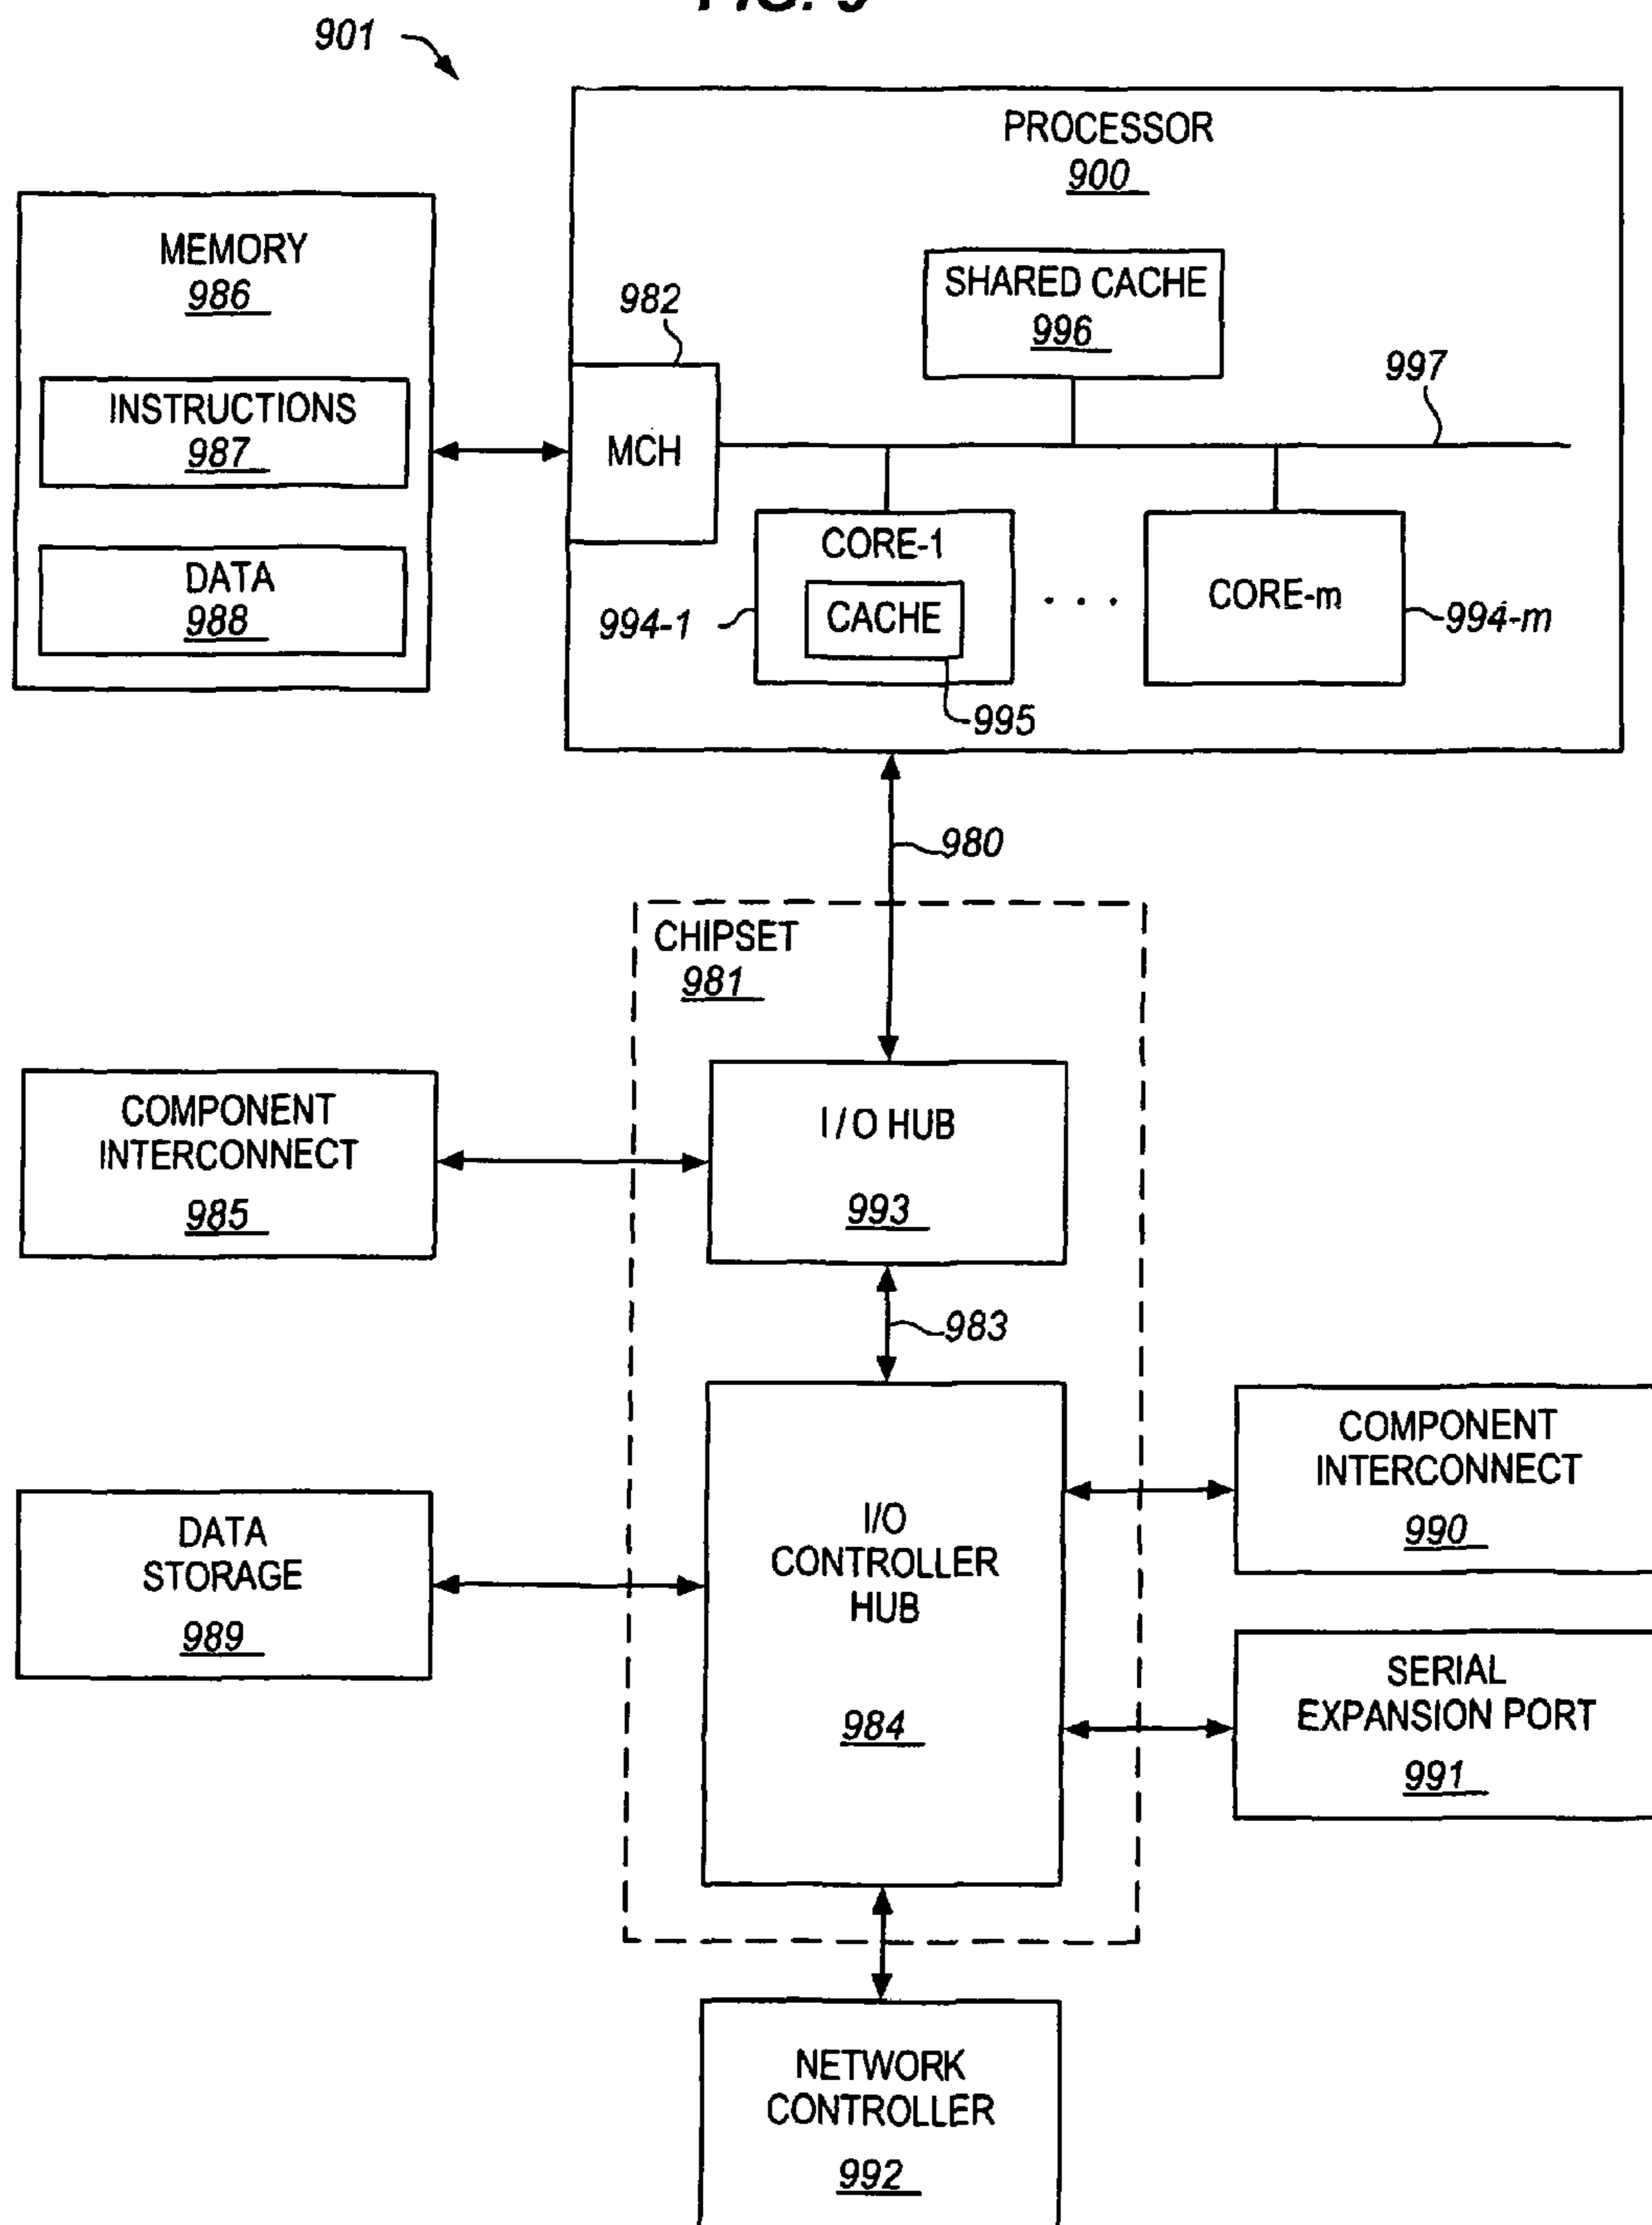 FIG. 9
901
PROCESSOR
900
MEMORY
986
INSTRUCTIONS
987
DATA
988
982
MCH
SHARED CACHE
996
997
CORE-1
CACHE
994-1
995
. . .
CORE-m
994-m
980
CHIPSET
981
COMPONENT
INTERCONNECT
985
I/O HUB
993
983
DATA
STORAGE
989
I/O
CONTROLLER
HUB
984
COMPONENT
INTERCONNECT
990
SERIAL
EXPANSION PORT
991
NETWORK
CONTROLLER
992